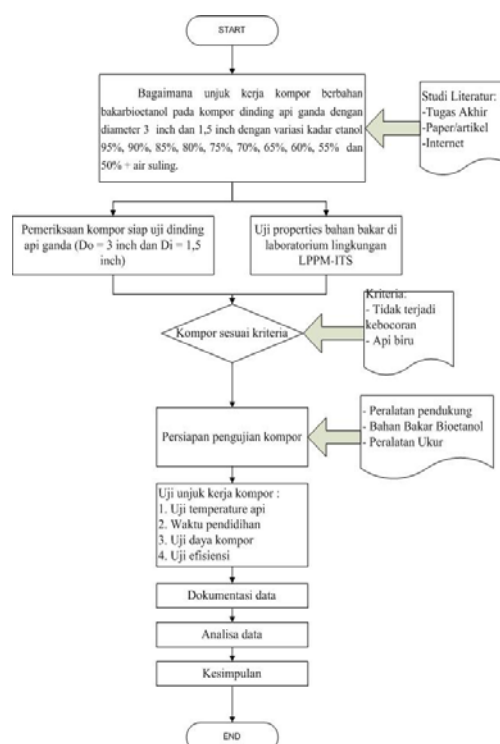 START
Bagaimana unjuk kerja kompor berbahan
bakarbioetanol pada kompor dinding api ganda dengan
diameter 3 inch dan 1,5 inch dengan variasi kadar etanol
95%, 90%, 85%, 80%, 75%, 70%, 65%, 60%, 55% dan
50% + air suling.
Studi Literatur:
-Tugas Akhir
-Paper/artikel
-Internet
Pemeriksaan kompor siap uji dinding
api ganda (Do = 3 inch dan Di = 1,5
inch)
Uji properties bahan bakar di
laboratorium lingkungan
LPPM-ITS
Kompor sesuai kriteria
Kriteria:
- Tidak terjadi
kebocoran
- Api biru
Persiapan pengujian kompor
- Peralatan pendukung
- Bahan Bakar Bioetanol
- Peralatan Ukur
Uji unjuk kerja kompor :
1. Uji temperature api
2. Waktu pendidihan
3. Uji daya kompor
4. Uji efisiensi
Dokumentasi data
Analisa data
Kesimpulan
END